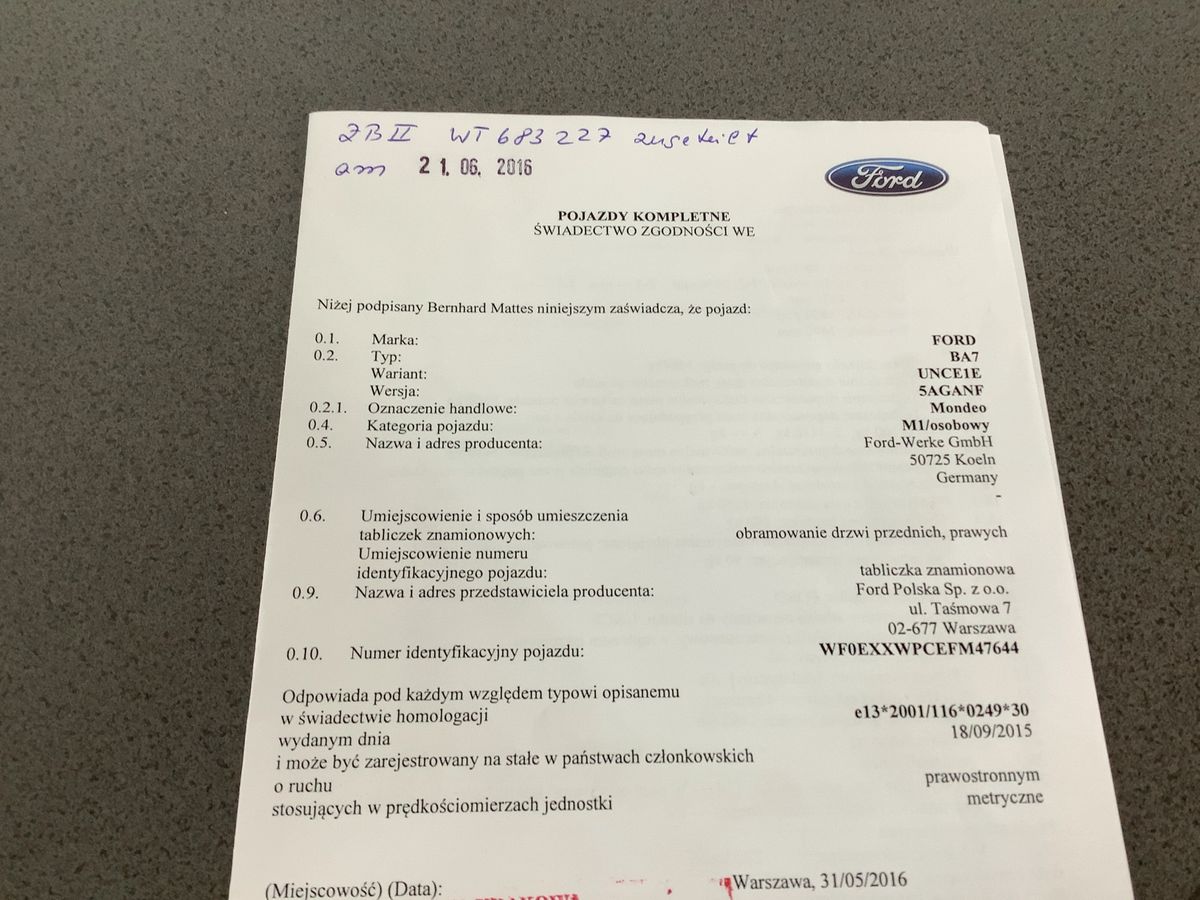 ZB II WT 683 227 zugeteilt
am 21. 06. 2016
Ford
POJAZDY KOMPLETNE
ŚWIADECTWO ZGODNOŚCI WE
Niżej podpisany Bernhard Mattes niniejszym zaświadcza, że pojazd:
0.1. Marka: FORD
0.2. Typ: BA7
Wariant: UNCE1E
Wersja: 5AGANF
0.2.1. Oznaczenie handlowe: Mondeo
0.4. Kategoria pojazdu: M1/osobowy
0.5. Nazwa i adres producenta: Ford-Werke GmbH
50725 Koeln
Germany
-
0.6. Umiejscowienie i sposób umieszczenia
tabliczek znamionowych: obramowanie drzwi przednich, prawych
Umiejscowienie numeru
identyfikacyjnego pojazdu: tabliczka znamionowa
0.9. Nazwa i adres przedstawiciela producenta: Ford Polska Sp. z o.o.
ul. Taśmowa 7
02-677 Warszawa
0.10. Numer identyfikacyjny pojazdu: WF0EXXWPCEFM47644
Odpowiada pod każdym względem typowi opisanemu
w świadectwie homologacji e13*2001/116*0249*30
wydanym dnia 18/09/2015
i może być zarejestrowany na stałe w państwach członkowskich
o ruchu prawostronnym
stosujących w prędkościomierzach jednostki metryczne
(Miejscowość) (Data): Warszawa, 31/05/2016